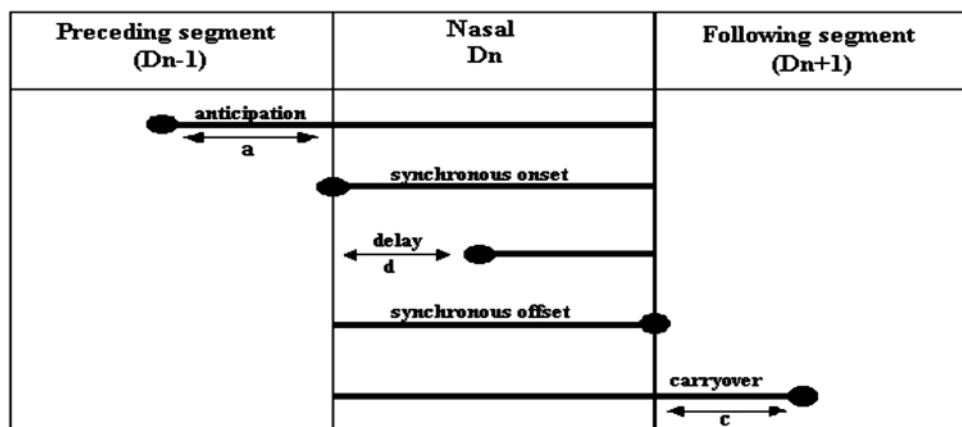 Preceding segment
(Dn-1)
Nasal
Dn
Following segment
(Dn+1)
anticipation
a
synchronous onset
delay
d
synchronous offset
carryover
c